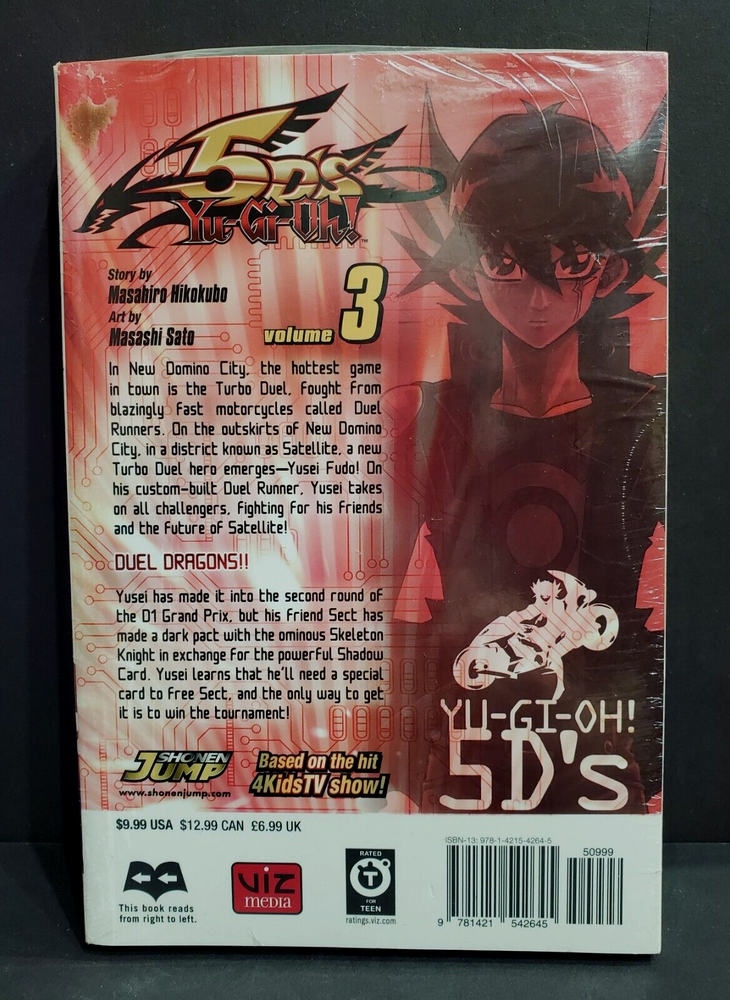 5D's
Yu-Gi-Oh!
TM
Story by
Masahiro Hikokubo
Art by
Masashi Sato
volume 3
In New Domino City, the hottest game
in town is the Turbo Duel, fought from
blazingly fast motorcycles called Duel
Runners. On the outskirts of New Domino
City, in a district known as Satellite, a new
Turbo Duel hero emerges—Yusei Fudo! On
his custom-built Duel Runner, Yusei takes
on all challengers, fighting for his friends
and the future of Satellite!
DUEL DRAGONS!!
Yusei has made it into the second round of
the D1 Grand Prix, but his friend Sect has
made a dark pact with the ominous Skeleton
Knight in exchange for the powerful Shadow
Card. Yusei learns that he'll need a special
card to free Sect, and the only way to get
it is to win the tournament!
YU-GI-OH!
5D's
SHONEN
JUMP
www.shonenjump.com
Based on the hit
4KidsTV show!
$9.99 USA $12.99 CAN £6.99 UK
This book reads
from right to left.
viz
media
RATED
T
FOR
TEEN
ratings.viz.com
ISBN-13: 978-1-4215-4264-5
50999
9 781421 542645